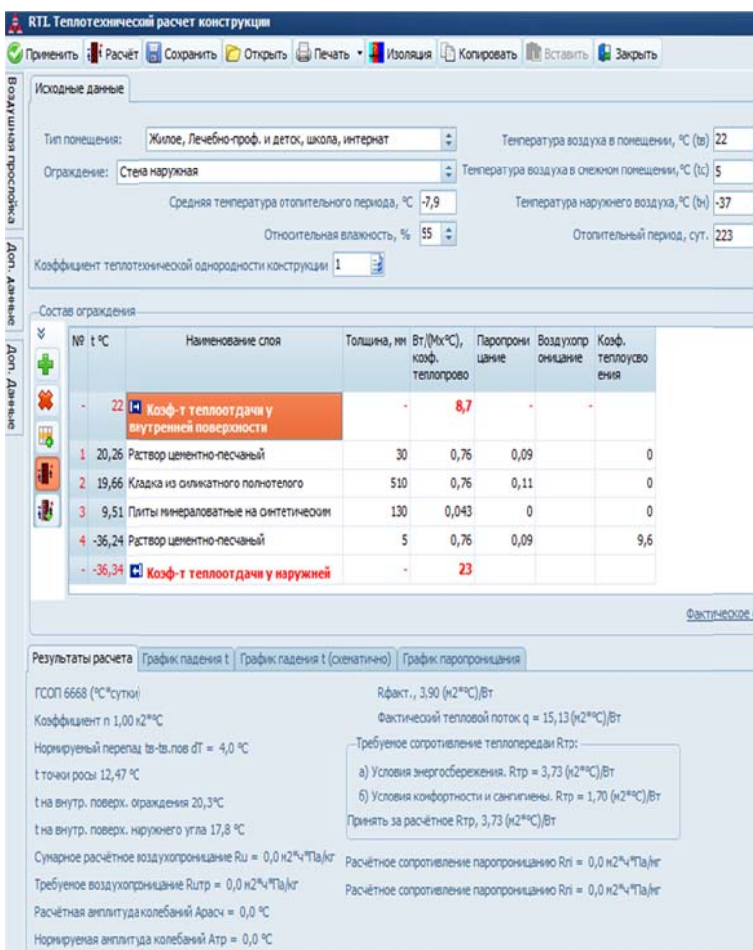 RTI. Теплотехнический расчет конструкции
Применить Расчёт Сохранить Открыть Печать Изоляция Копировать Вставить Закрыть
Воздушная прослойка
Доп. данные
Доп. Данные
Исходные данные
Тип помещения: Жилое, Лечебно-проф. и детск, школа, интернат
Температура воздуха в помещении, °C (tв) 22
Ограждение: Стена наружная
Температура воздуха в смежном помещении, °C (tс) 5
Средняя температура отопительного периода, °C -7,9
Температура наружнего воздуха, °C (tн) -37
Относительная влажность, % 55
Отопительный период, сут. 223
Коэффициент теплотехнической однородности конструкции 1
Состав ограждения
№ t °C Наименование слоя Толщина, мм Вт/(Мх°C), коэф. теплопрово Паропрони цание Воздухопр оницание Коэф. теплоусво ения
- 22 Коэф-т теплоотдачи у внутренней поверхности - 8,7 - -
1 20,26 Раствор цементно-песчаный 30 0,76 0,09 0
2 19,66 Кладка из силикатного полнотелого 510 0,76 0,11 0
3 9,51 Плиты минераловатные на синтетическом 130 0,043 0 0
4 -36,24 Раствор цементно-песчаный 5 0,76 0,09 9,6
- -36,34 Коэф-т теплоотдачи у наружней - 23
Фактическое
Результаты расчета График падения t График падения t (схематично) График паропроницания
ГСОП 6668 (°C*сутки)
Rфакт., 3,90 (м2*°C)/Вт
Коэффициент n 1,00 м2*°C
Фактический тепловой поток q = 15,13 (м2*°C)/Вт
Нормируеный перепад tв-tв.пов dT = 4,0 °C
Требуемое сопротивление теплопередаи Rтр:
t точки росы 12,47 °C
а) Условия энергосбережения. Rтр = 3,73 (м2*°C)/Вт
t на внутр. поверх. ограждения 20,3°C
б) Условия комфортности и сангигиены. Rтр = 1,70 (м2*°C)/Вт
t на внутр. поверх. наружнего угла 17,8 °C
Принять за расчётное Rтр, 3,73 (м2*°C)/Вт
Сумарное расчётное воздухопроницание Ru = 0,0 м2*ч*Па/кг
Расчётное сопротивление паропроницанию Rпi = 0,0 м2*ч*Па/мг
Требуемое воздухопрницание Rитр = 0,0 м2*ч*Па/кг
Расчётное сопротивление паропроницанию Rпi = 0,0 м2*ч*Па/мг
Расчётная амплитуда колебаний Арасч = 0,0 °C
Нормируемая амплитуда колебаний Атр = 0,0 °C